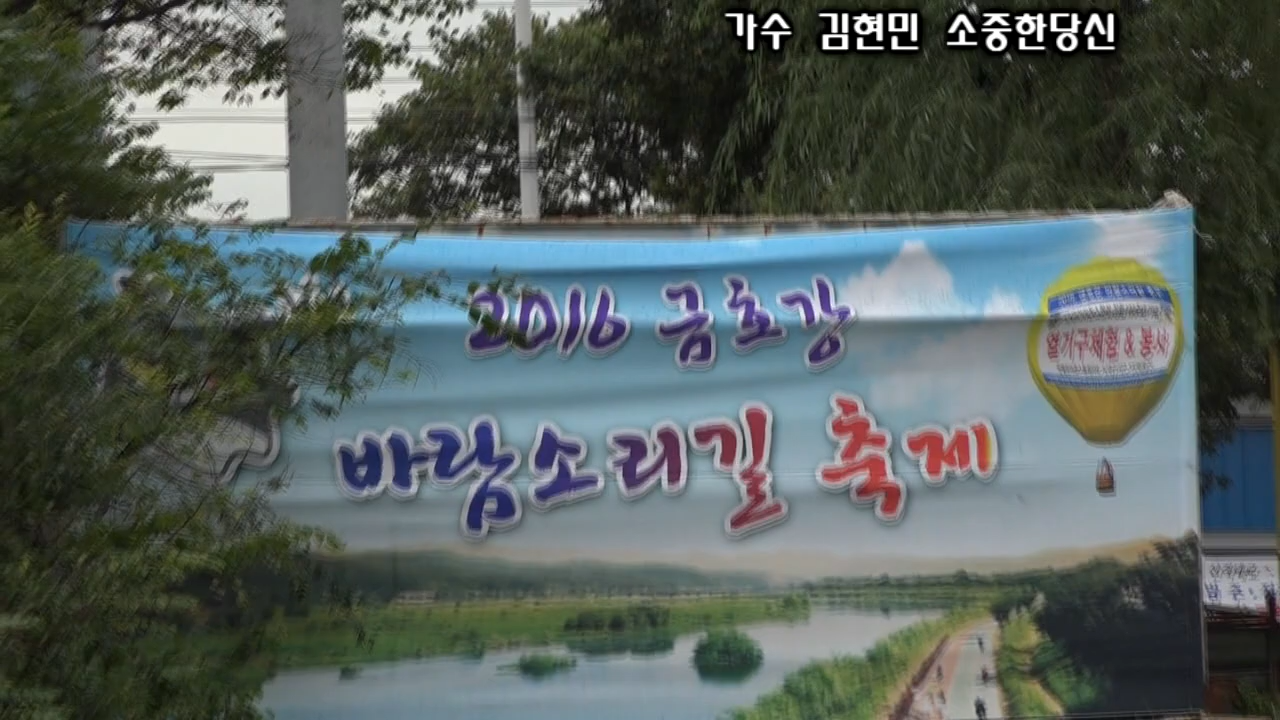 가수 김현민 소중한당신
2016 금호강
바람소리길 축제
열기구체험 & 봉사